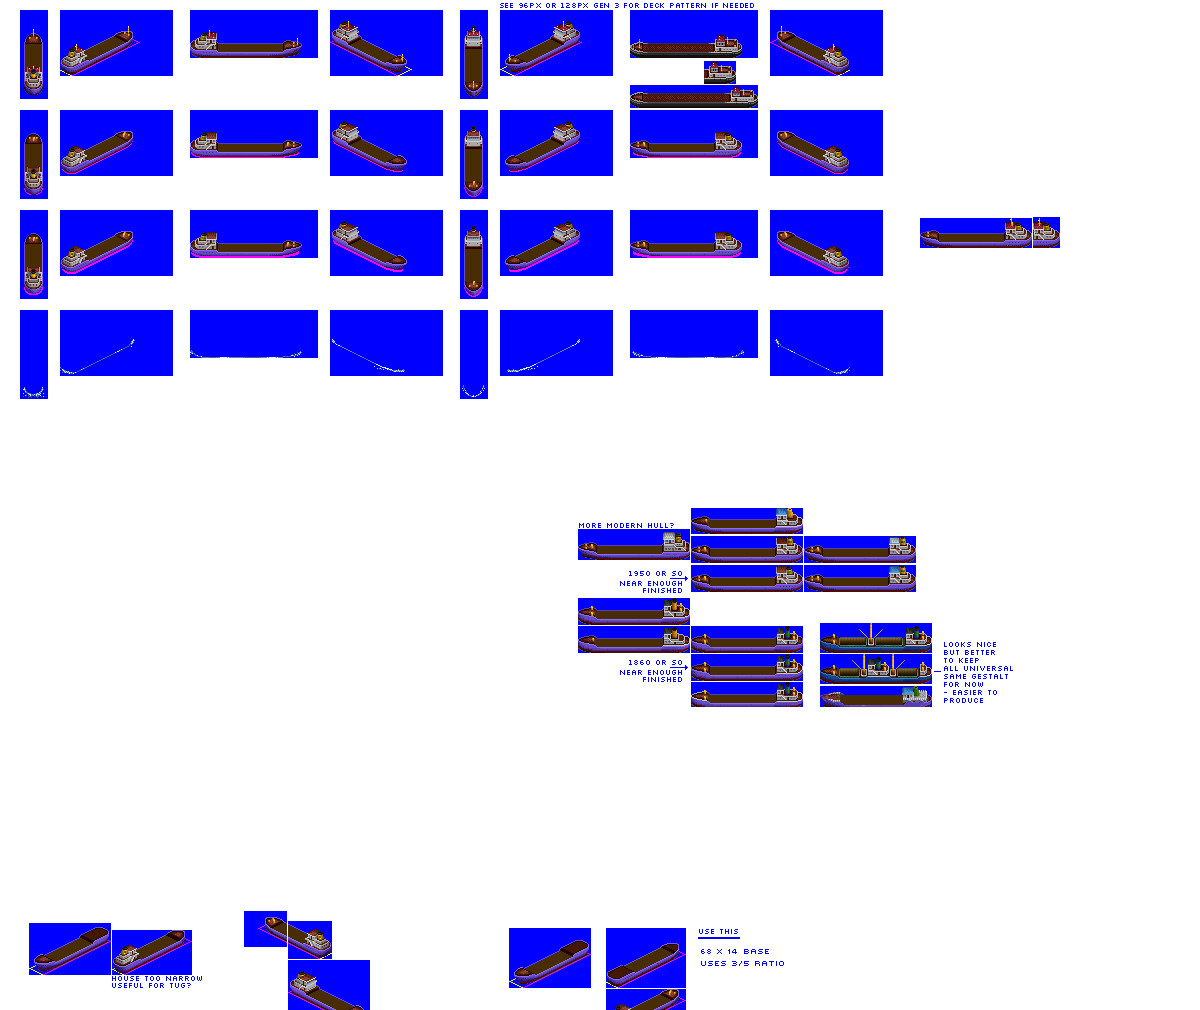 SEE 96PX OR 128PX GEN 3 FOR DECK PATTERN IF NEEDED
MORE MODERN HULL?
1950 OR SO
NEAR ENOUGH
FINISHED
1860 OR SO
NEAR ENOUGH
FINISHED
LOOKS NICE
BUT BETTER
TO KEEP
ALL UNIVERSAL
SAME GESTALT
FOR NOW
- EASIER TO
PRODUCE
HOUSE TOO NARROW
USEFUL FOR TUG?
USE THIS
68 X 14 BASE
USES 3/5 RATIO